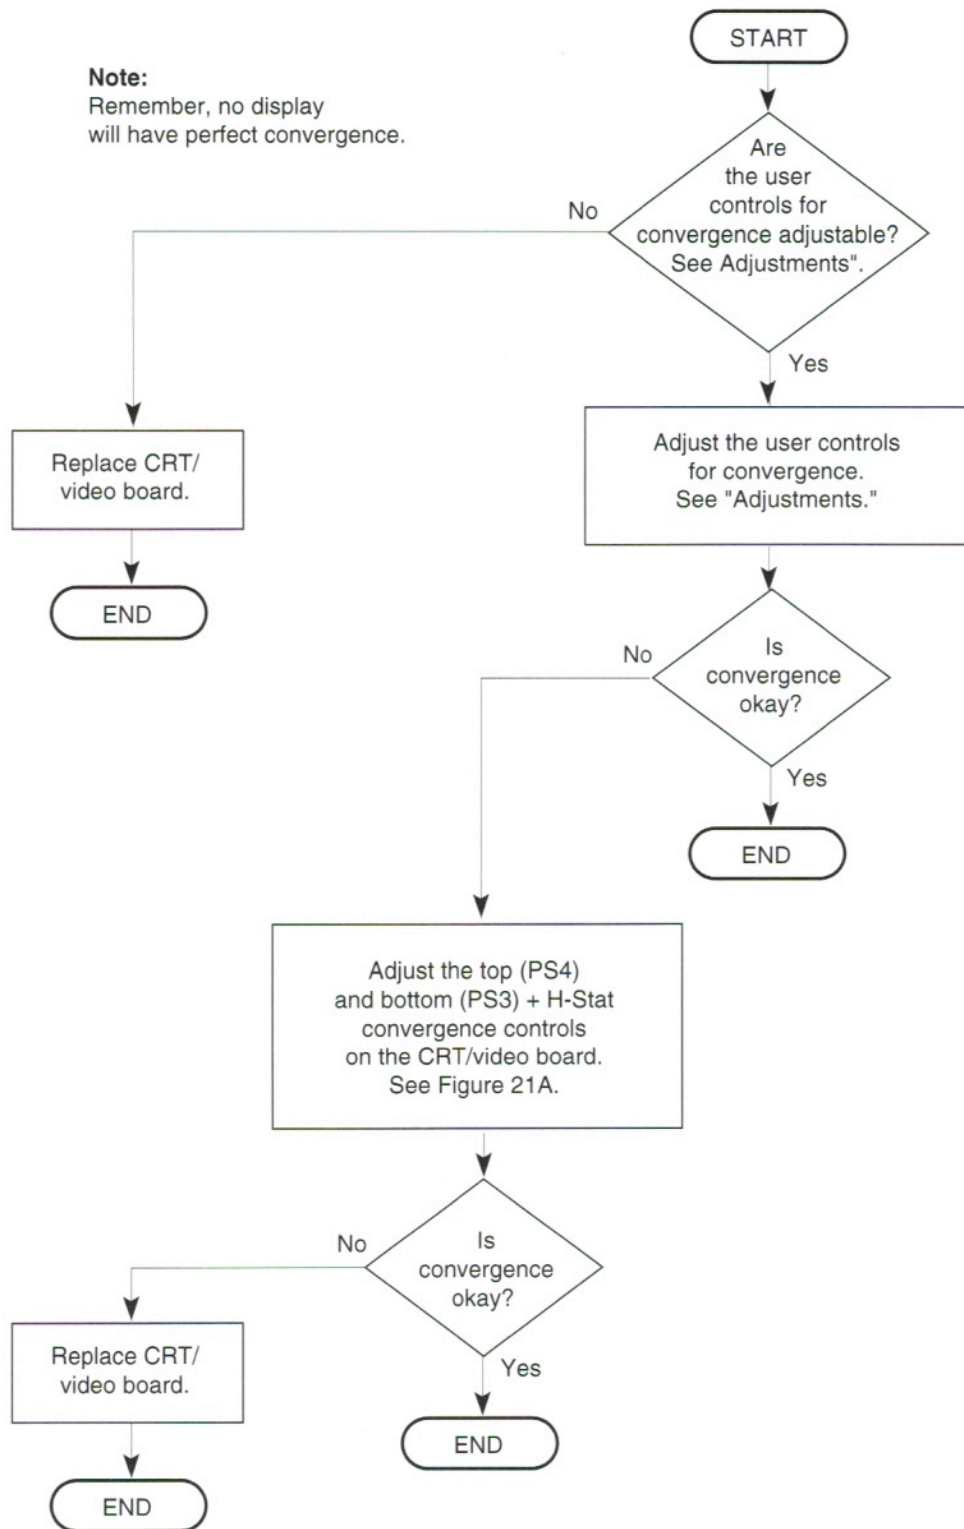 START
Note:
Remember, no display
will have perfect convergence.
Are
the user
controls for
convergence adjustable?
See Adjustments".
No
Yes
Replace CRT/
video board.
END
Adjust the user controls
for convergence.
See "Adjustments."
Is
convergence
okay?
No
Yes
END
Adjust the top (PS4)
and bottom (PS3) + H-Stat
convergence controls
on the CRT/video board.
See Figure 21A.
Is
convergence
okay?
No
Yes
Replace CRT/
video board.
END
END